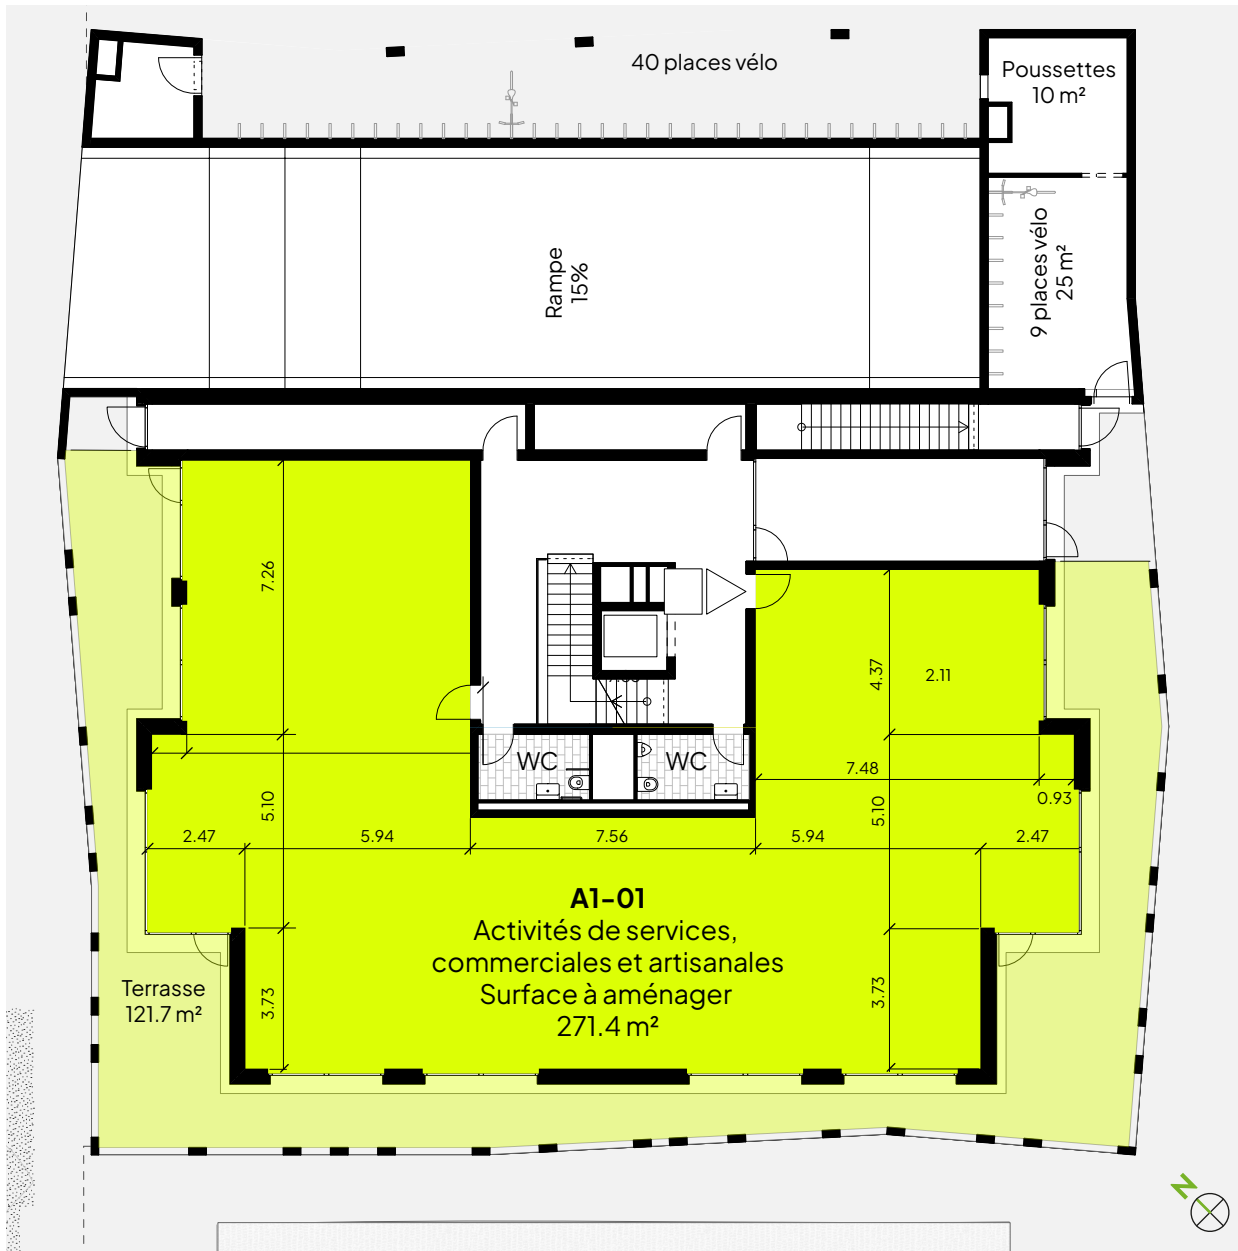 40 places vélo
Poussettes
10 m²
9 places vélo
25 m²
Rampe
15%
7.26
4.37
2.11
WC
WC
7.48
0.93
5.10
5.10
2.47
5.94
7.56
5.94
2.47
A1-01
Activités de services,
commerciales et artisanales
Surface à aménager
271.4 m²
Terrasse
121.7 m²
3.73
3.73
N